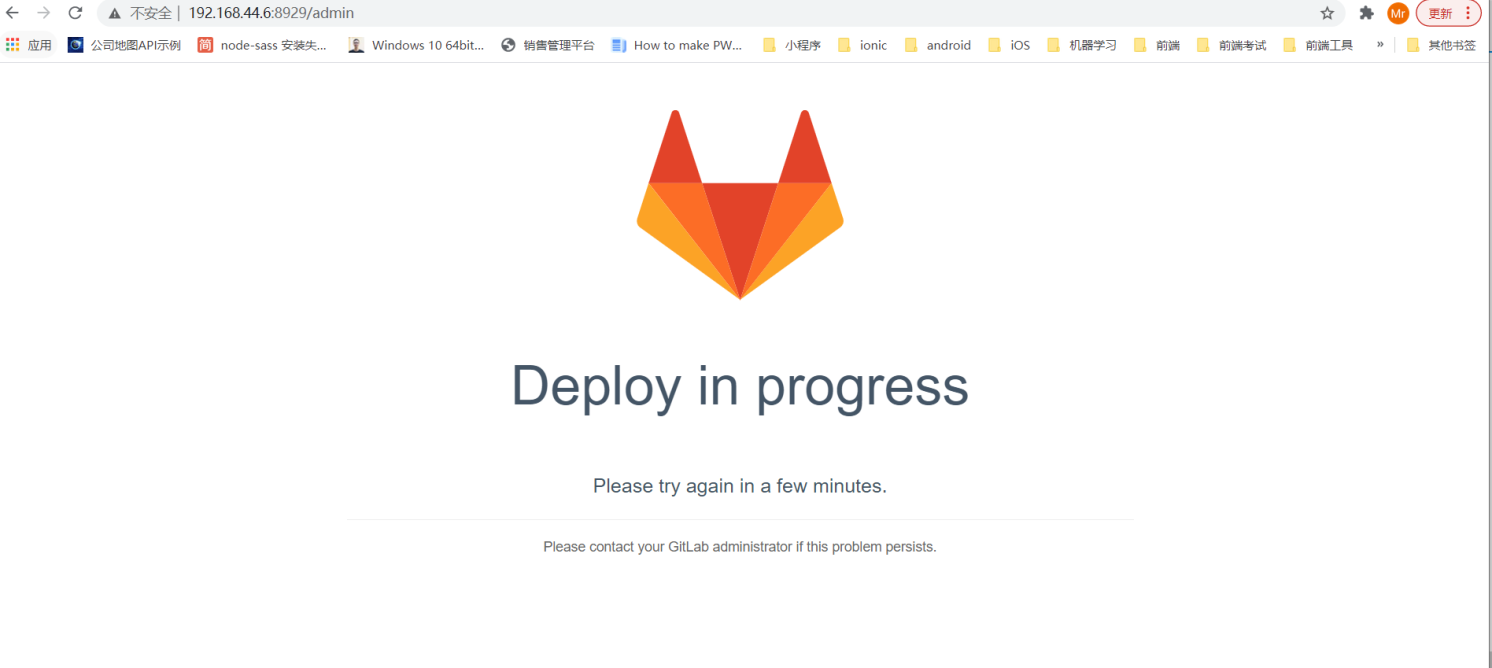 不安全 | 192.168.44.6:8929/admin Mr 更新
应用 公司地图API示例 简 node-sass 安装失... Windows 10 64bit... 销售管理平台 How to make PW... 小程序 ionic android iOS 机器学习 前端 前端考试 前端工具 » 其他书签
Deploy in progress
Please try again in a few minutes.
Please contact your GitLab administrator if this problem persists.